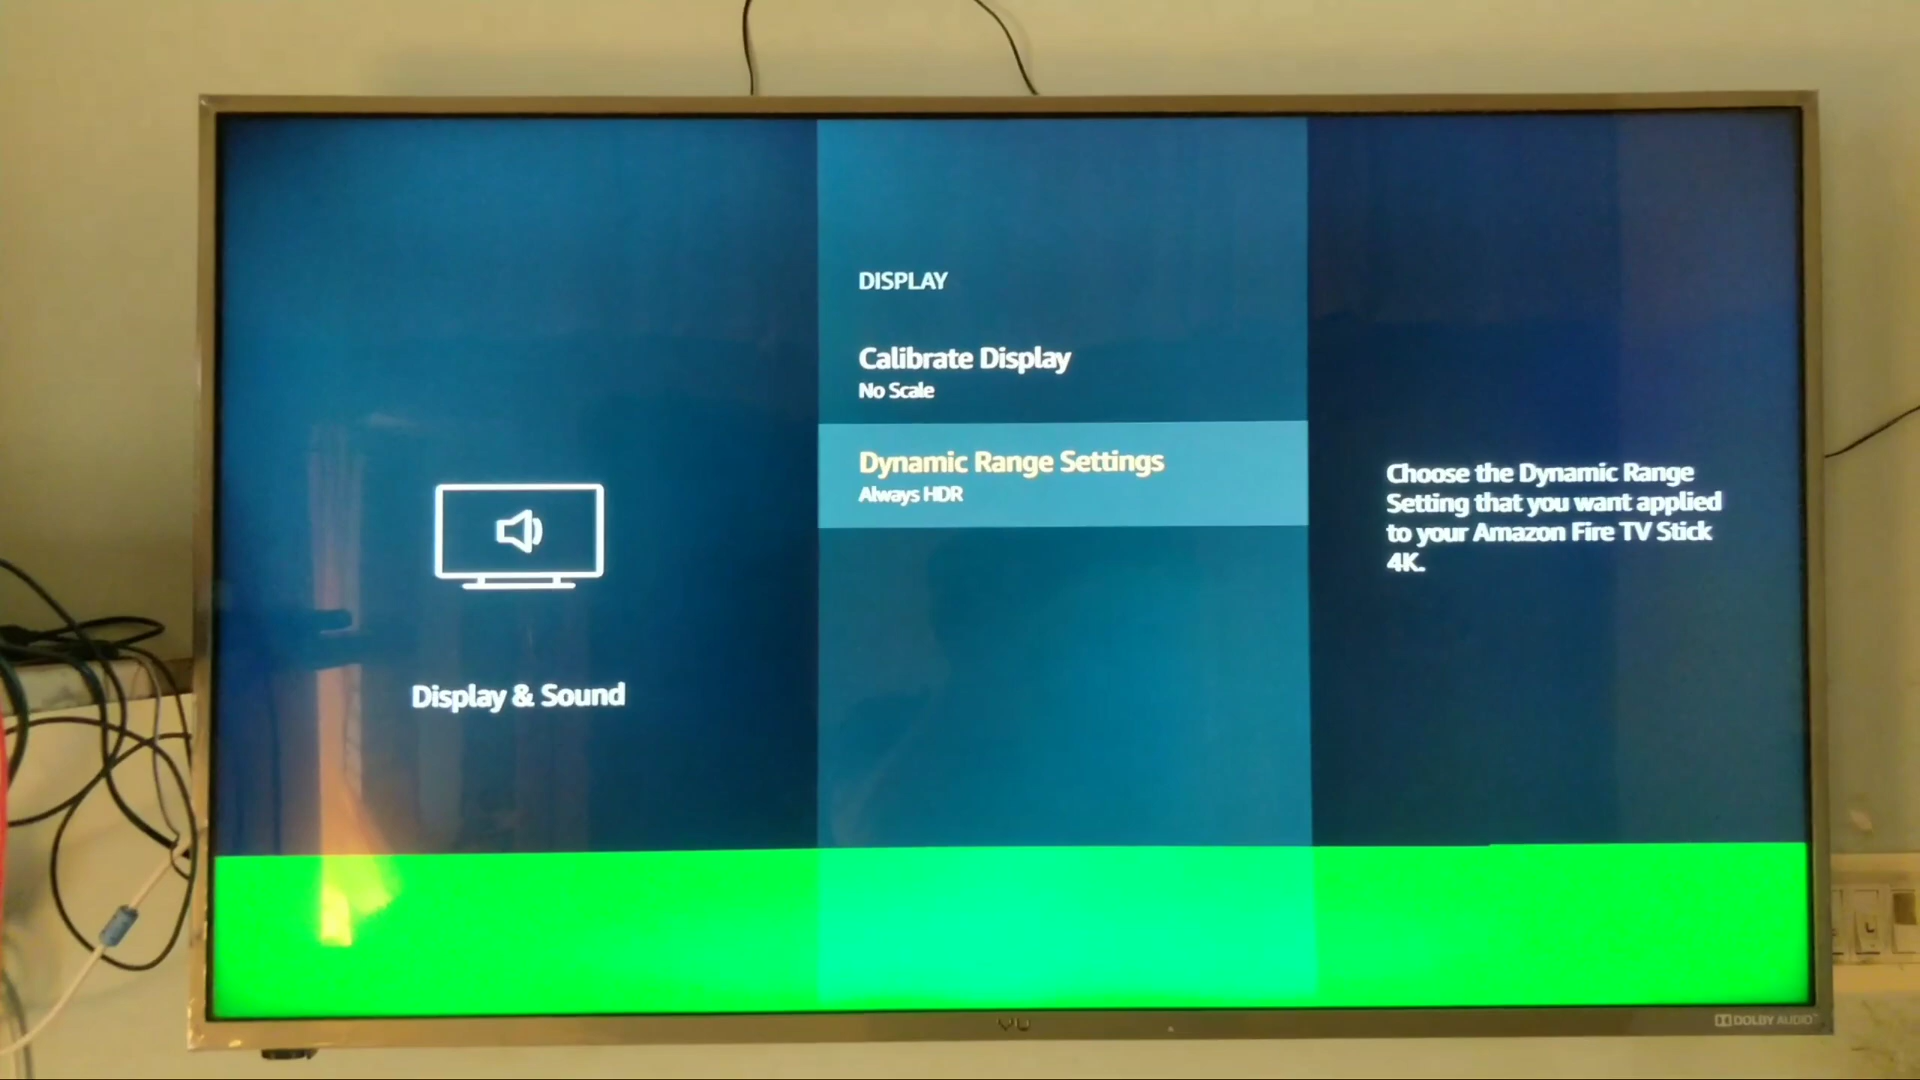 DISPLAY
Calibrate Display
No Scale
Dynamic Range Settings
Always HDR
Choose the Dynamic Range
Setting that you want applied
to your Amazon Fire TV Stick
4K.
Display & Sound
VU
DOLBY AUDIO